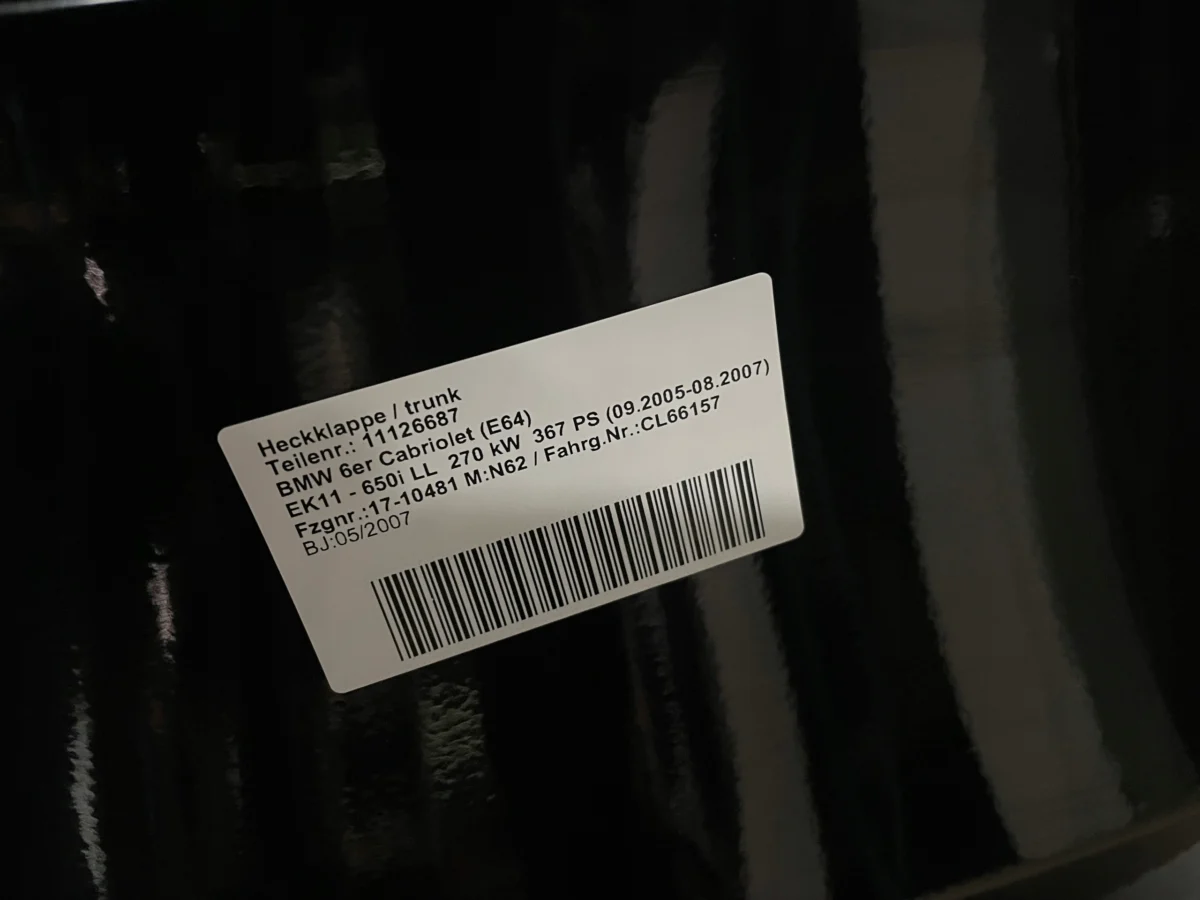 Heckklappe / trunk
Teilenr.: 11126687
BMW 6er Cabriolet (E64)
EK11 - 650i LL 270 kW 367 PS (09.2005-08.2007)
Fzgnr.:17-10481 M:N62 / Fahrg.Nr.:CL66157
BJ:05/2007